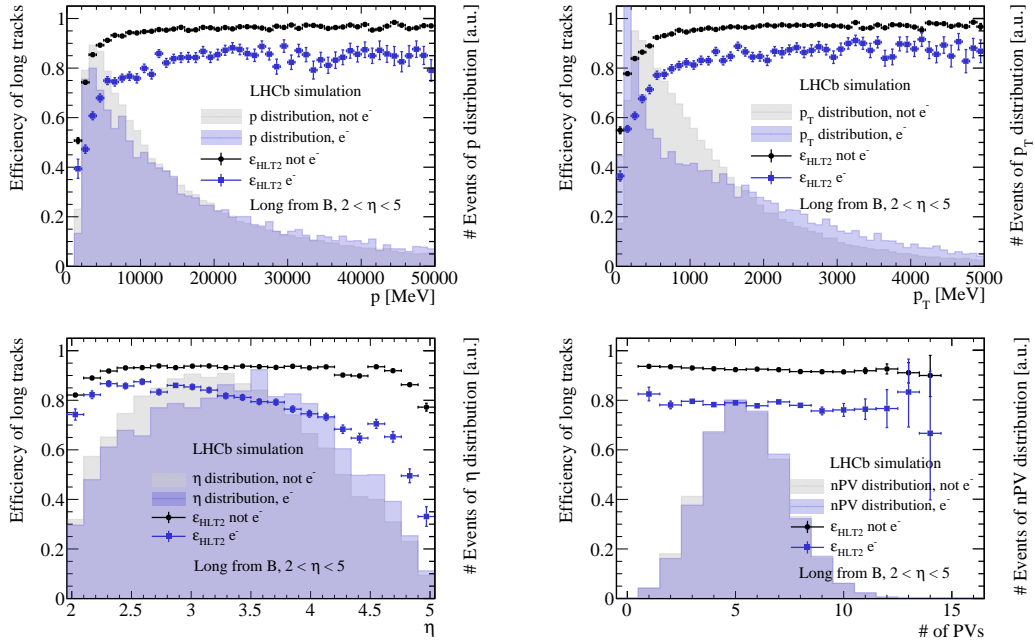 Efficiency of long tracks
# Events of p distribution [a.u.]
1
0.8
0.6
0.4
0.2
0
LHCb simulation
p distribution, not e⁻
p distribution, e⁻
ε_HLT2 not e⁻
ε_HLT2 e⁻
Long from B, 2 < η < 5
0 10000 20000 30000 40000 50000
p [MeV]
Efficiency of long tracks
# Events of p_T distribution [a.u.]
1
0.8
0.6
0.4
0.2
0
LHCb simulation
p_T distribution, not e⁻
p_T distribution, e⁻
ε_HLT2 not e⁻
ε_HLT2 e⁻
Long from B, 2 < η < 5
0 1000 2000 3000 4000 5000
p_T [MeV]
Efficiency of long tracks
# Events of η distribution [a.u.]
1
0.8
0.6
0.4
0.2
0
LHCb simulation
η distribution, not e⁻
η distribution, e⁻
ε_HLT2 not e⁻
ε_HLT2 e⁻
Long from B, 2 < η < 5
2 2.5 3 3.5 4 4.5 5
η
Efficiency of long tracks
# Events of nPV distribution [a.u.]
1
0.8
0.6
0.4
0.2
0
LHCb simulation
nPV distribution, not e⁻
nPV distribution, e⁻
ε_HLT2 not e⁻
ε_HLT2 e⁻
Long from B, 2 < η < 5
0 5 10 15
# of PVs